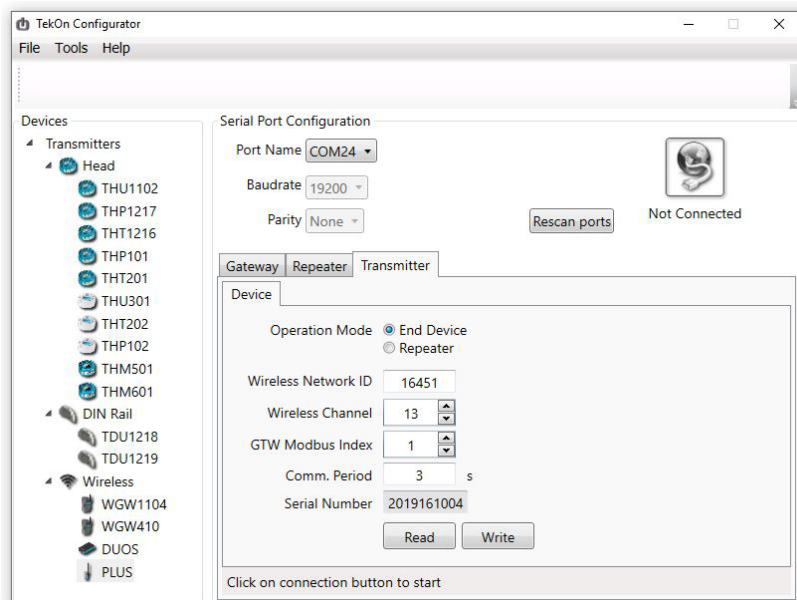 TekOn Configurator
File Tools Help
Devices
Transmitters
Head
THU1102
THP1217
THT1216
THP101
THT201
THU301
THT202
THP102
THM501
THM601
DIN Rail
TDU1218
TDU1219
Wireless
WGW1104
WGW410
DUOS
PLUS
Serial Port Configuration
Port Name COM24
Baudrate 19200
Parity None
Rescan ports
Not Connected
Gateway Repeater Transmitter
Device
Operation Mode End Device
Repeater
Wireless Network ID 16451
Wireless Channel 13
GTW Modbus Index 1
Comm. Period 3 s
Serial Number 2019161004
Read Write
Click on connection button to start